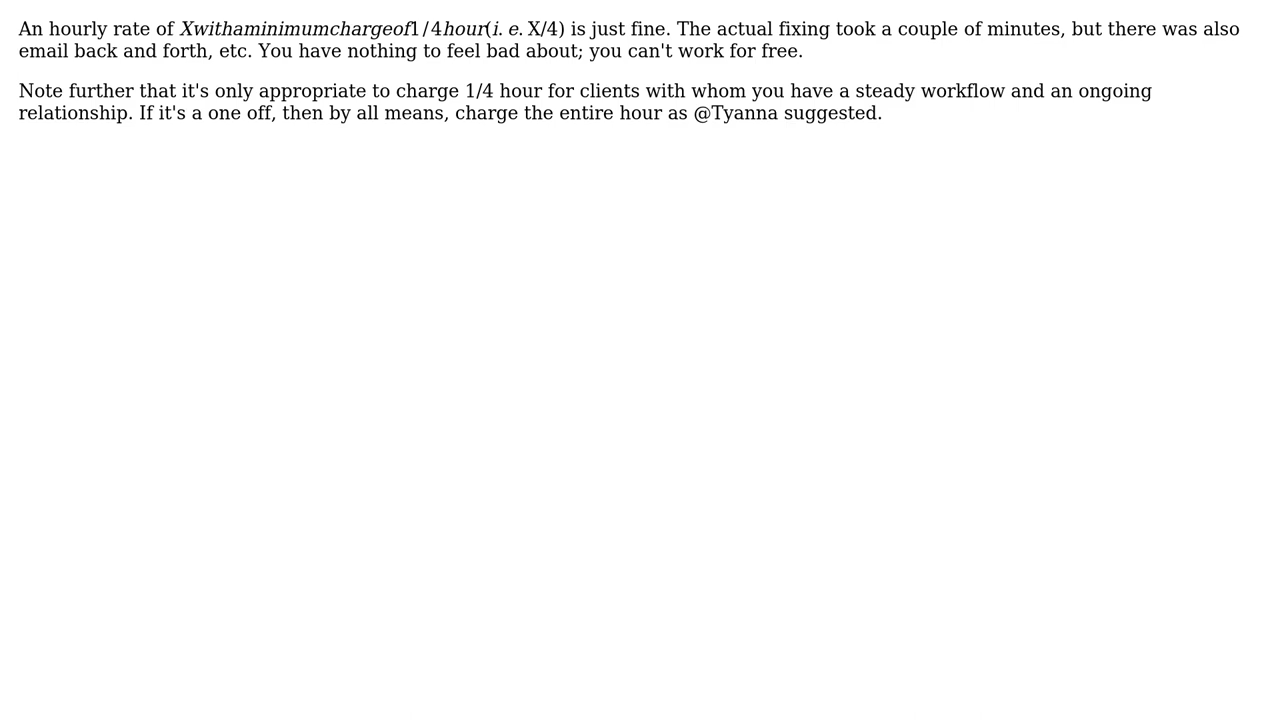 An hourly rate of Xwithaminimumchargeof1/4hour(i. e. X/4) is just fine. The actual fixing took a couple of minutes, but there was also
email back and forth, etc. You have nothing to feel bad about; you can't work for free.
Note further that it's only appropriate to charge 1/4 hour for clients with whom you have a steady workflow and an ongoing
relationship. If it's a one off, then by all means, charge the entire hour as @Tyanna suggested.